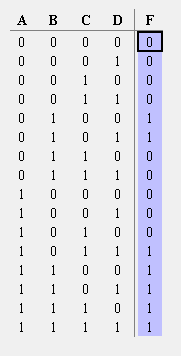 A B C D F
0 0 0 0 0
0 0 0 1 0
0 0 1 0 0
0 0 1 1 0
0 1 0 0 1
0 1 0 1 1
0 1 1 0 0
0 1 1 1 0
1 0 0 0 0
1 0 0 1 0
1 0 1 0 0
1 0 1 1 1
1 1 0 0 1
1 1 0 1 1
1 1 1 0 1
1 1 1 1 1